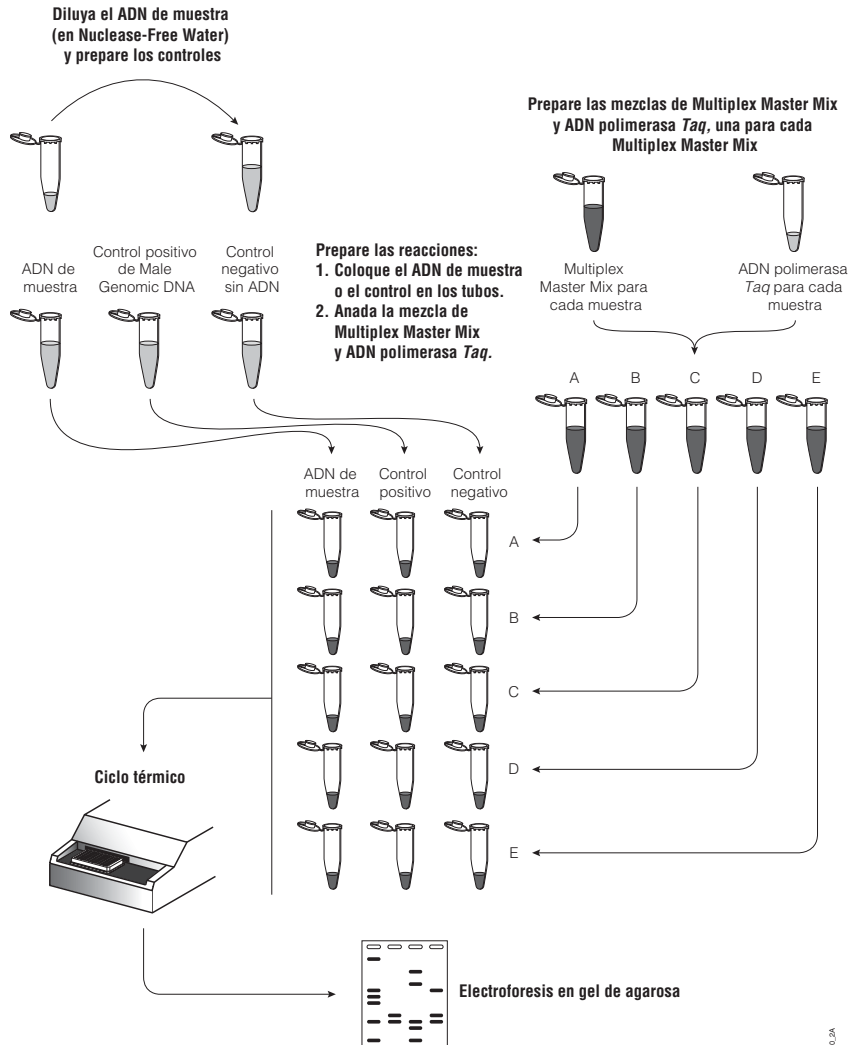 Diluya el ADN de muestra
(en Nuclease-Free Water)
y prepare los controles
Prepare las mezclas de Multiplex Master Mix
y ADN polimerasa Taq, una para cada
Multiplex Master Mix
ADN de
muestra
Control positivo
de Male
Genomic DNA
Control
negativo
sin ADN
Prepare las reacciones:
1. Coloque el ADN de muestra
o el control en los tubos.
2. Anada la mezcla de
Multiplex Master Mix
y ADN polimerasa Taq.
Multiplex
Master Mix para
cada muestra
ADN polimerasa
Taq para cada
muestra
A B C D E
ADN de
muestra
Control
positivo
Control
negativo
A
B
C
D
E
Ciclo térmico
Electroforesis en gel de agarosa
0_2A